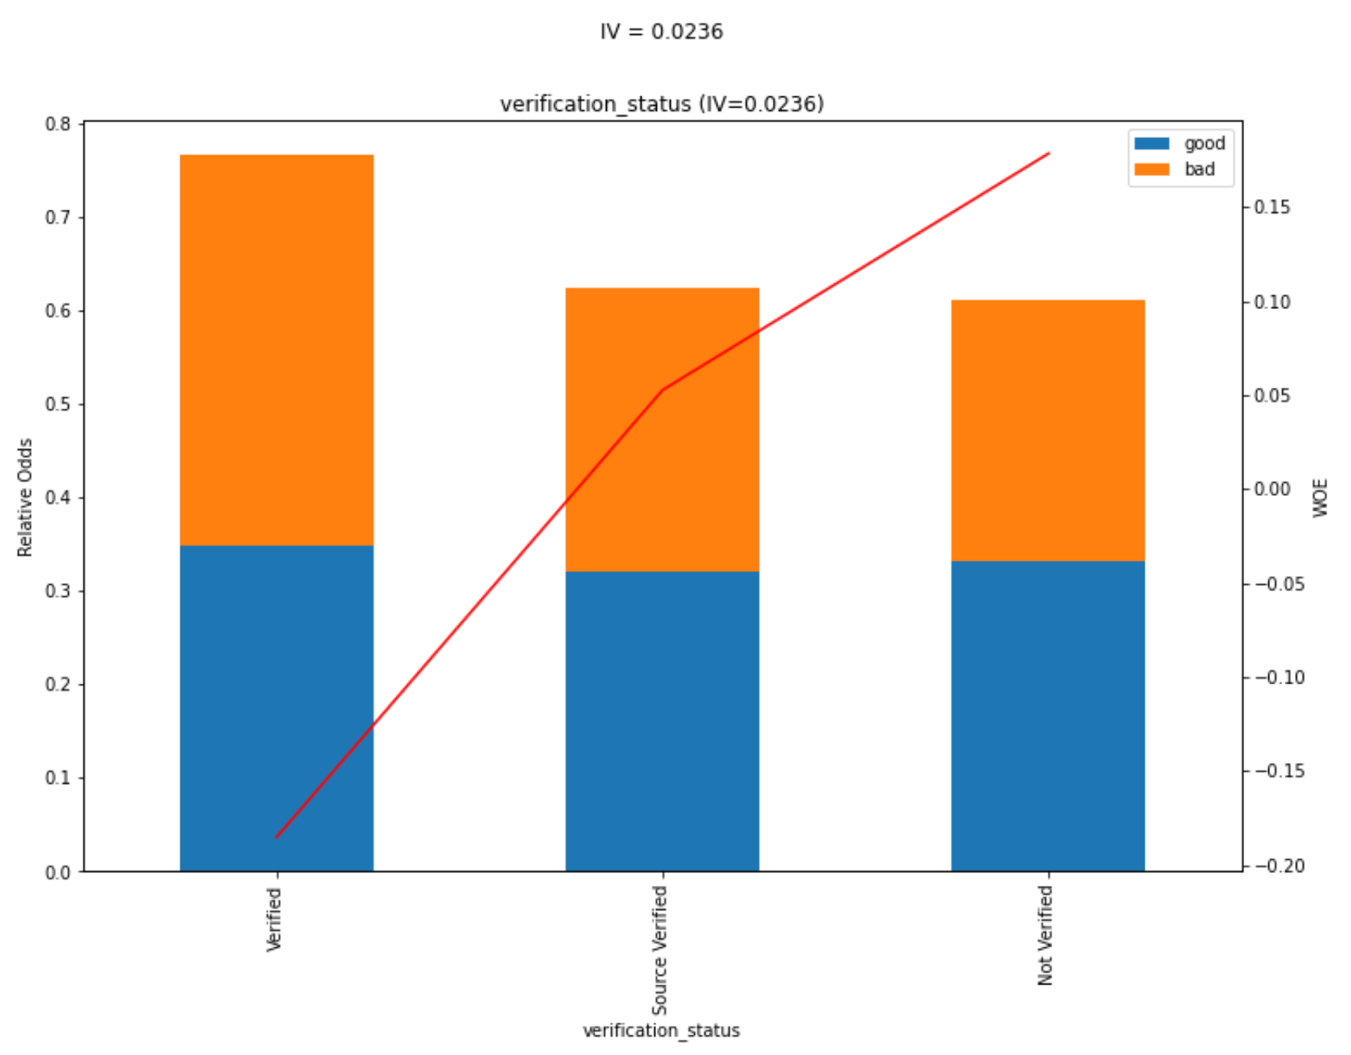 IV = 0.0236
verification_status (IV=0.0236)
good
bad
0.8
0.7
0.6
0.5
0.4
0.3
0.2
0.1
0.0
Relative Odds
0.15
0.10
0.05
0.00
−0.05
−0.10
−0.15
−0.20
WOE
Verified
Source Verified
Not Verified
verification_status